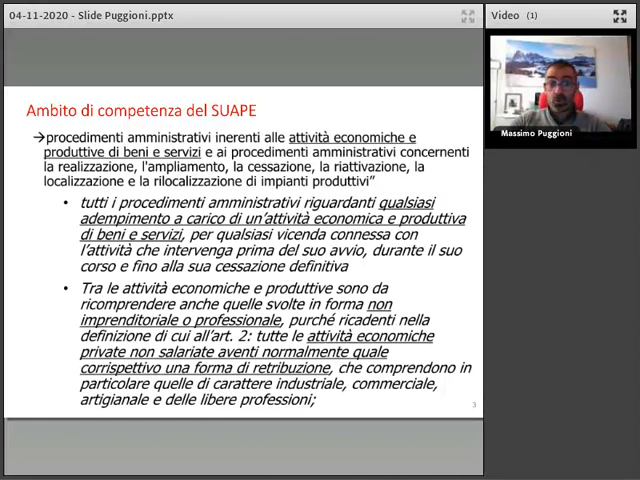 04-11-2020 - Slide Puggioni.pptx
Video (1)
Massimo Puggioni
Ambito di competenza del SUAPE
→procedimenti amministrativi inerenti alle attività economiche e
produttive di beni e servizi e ai procedimenti amministrativi concernenti
la realizzazione, l'ampliamento, la cessazione, la riattivazione, la
localizzazione e la rilocalizzazione di impianti produttivi”
• tutti i procedimenti amministrativi riguardanti qualsiasi
adempimento a carico di un’attività economica e produttiva
di beni e servizi, per qualsiasi vicenda connessa con
l’attività che intervenga prima del suo avvio, durante il suo
corso e fino alla sua cessazione definitiva
• Tra le attività economiche e produttive sono da
ricomprendere anche quelle svolte in forma non
imprenditoriale o professionale, purché ricadenti nella
definizione di cui all’art. 2: tutte le attività economiche
private non salariate aventi normalmente quale
corrispettivo una forma di retribuzione, che comprendono in
particolare quelle di carattere industriale, commerciale,
artigianale e delle libere professioni;
3